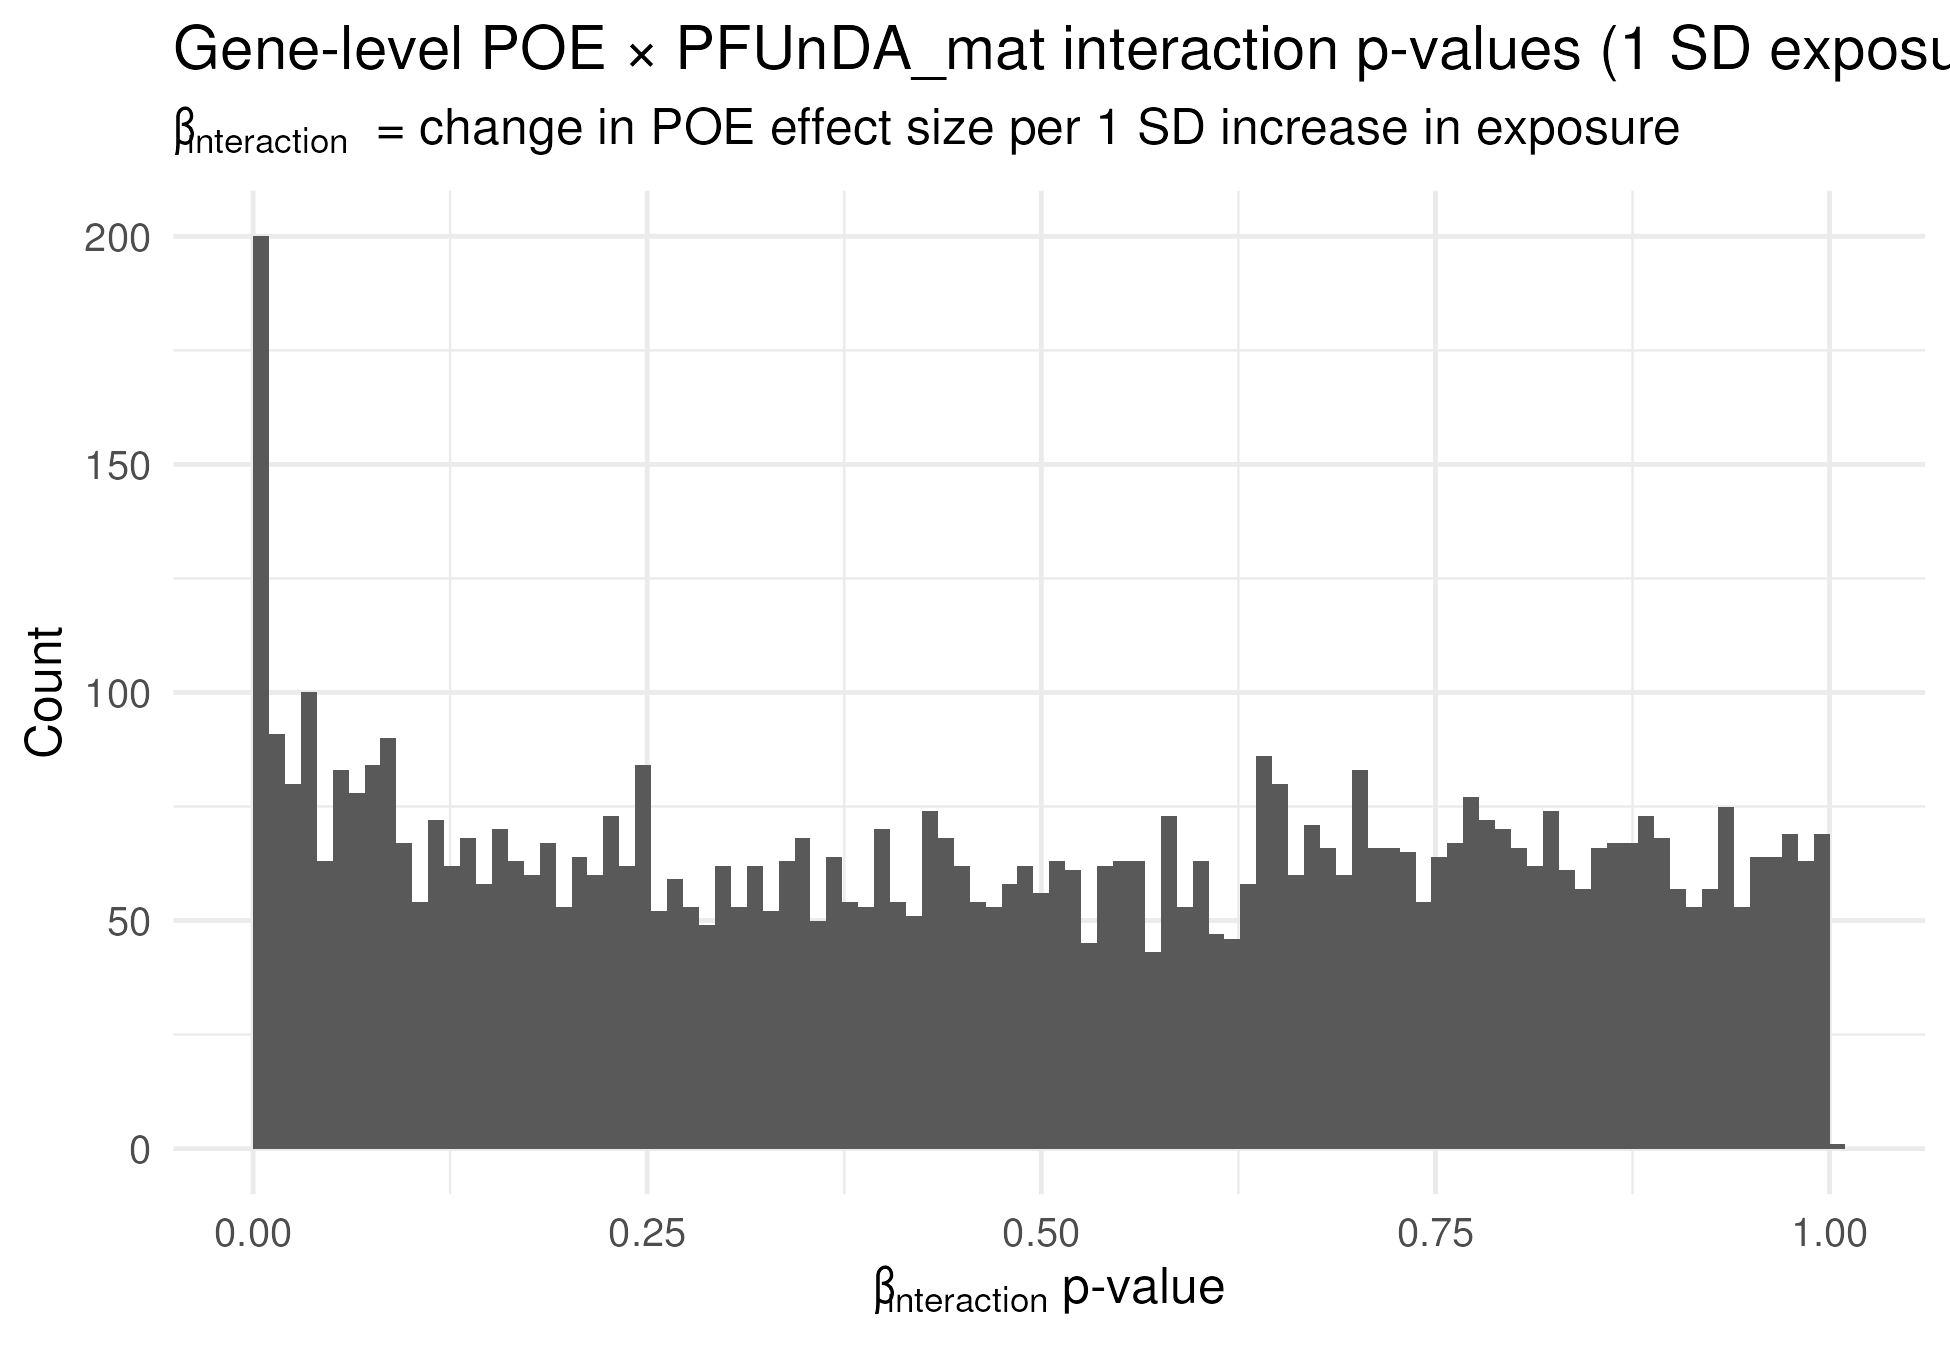 Gene-level POE × PFUnDA_mat interaction p-values (1 SD exposu
βinteraction = change in POE effect size per 1 SD increase in exposure
200
150
100
50
0
Count
0.00 0.25 0.50 0.75 1.00
βinteraction p-value